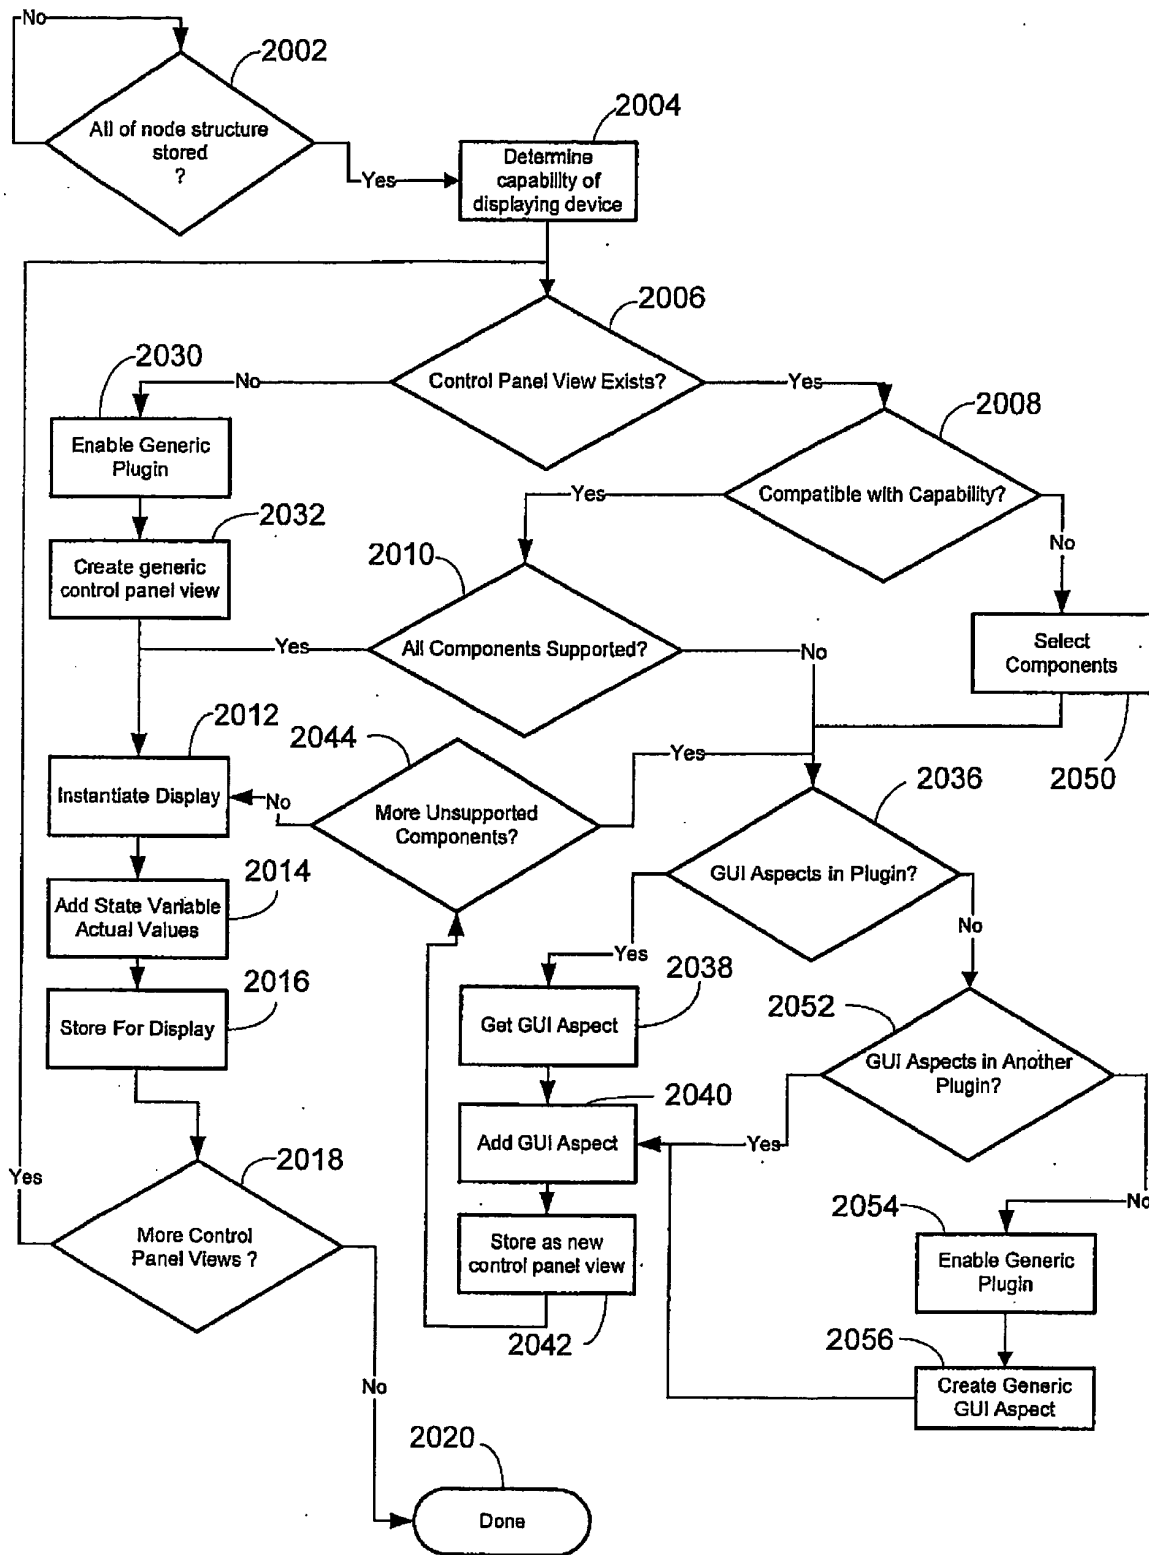 No
2002
All of node structure
stored
?
Yes
2004
Determine
capability of
displaying device
2006
Control Panel View Exists?
No
Yes
2030
Enable Generic
Plugin
2008
Compatible with Capability?
Yes
No
2032
Create generic
control panel view
2010
All Components Supported?
Yes
No
Select
Components
2050
2012
Instantiate Display
2044
More Unsupported
Components?
No
Yes
2036
GUI Aspects in Plugin?
Yes
No
2014
Add State Variable
Actual Values
2016
Store For Display
2038
Get GUI Aspect
2052
GUI Aspects in Another
Plugin?
Yes
No
2040
Add GUI Aspect
2018
More Control
Panel Views ?
Yes
No
Store as new
control panel view
2042
2054
Enable Generic
Plugin
2056
Create Generic
GUI Aspect
2020
Done